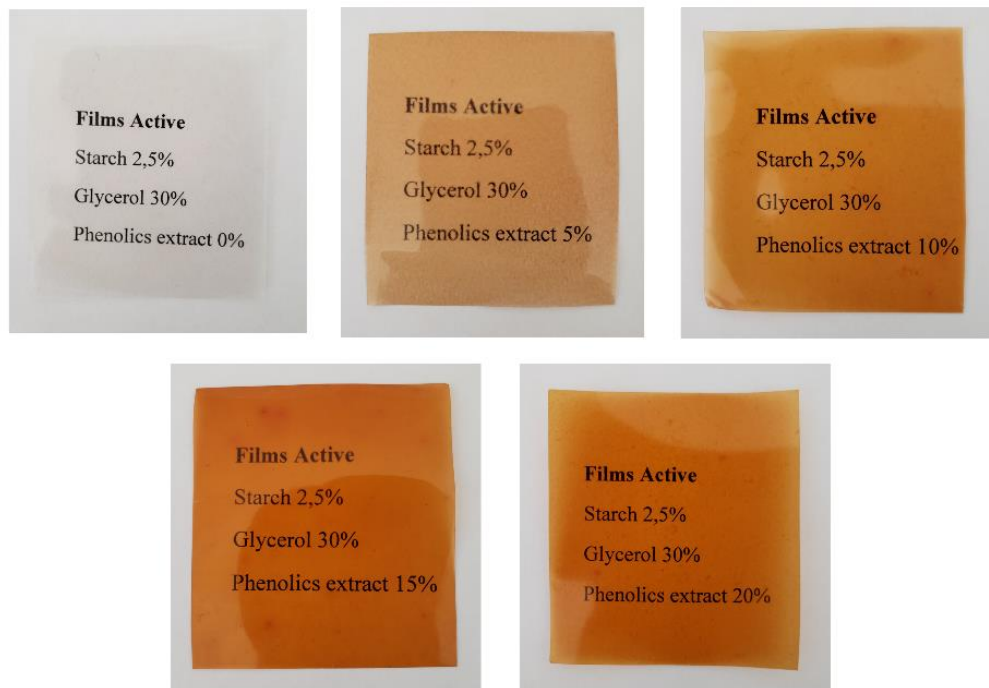 Films Active
Starch 2,5%
Glycerol 30%
Phenolics extract 0%
Films Active
Starch 2,5%
Glycerol 30%
Phenolics extract 5%
Films Active
Starch 2,5%
Glycerol 30%
Phenolics extract 10%
Films Active
Starch 2,5%
Glycerol 30%
Phenolics extract 15%
Films Active
Starch 2,5%
Glycerol 30%
Phenolics extract 20%